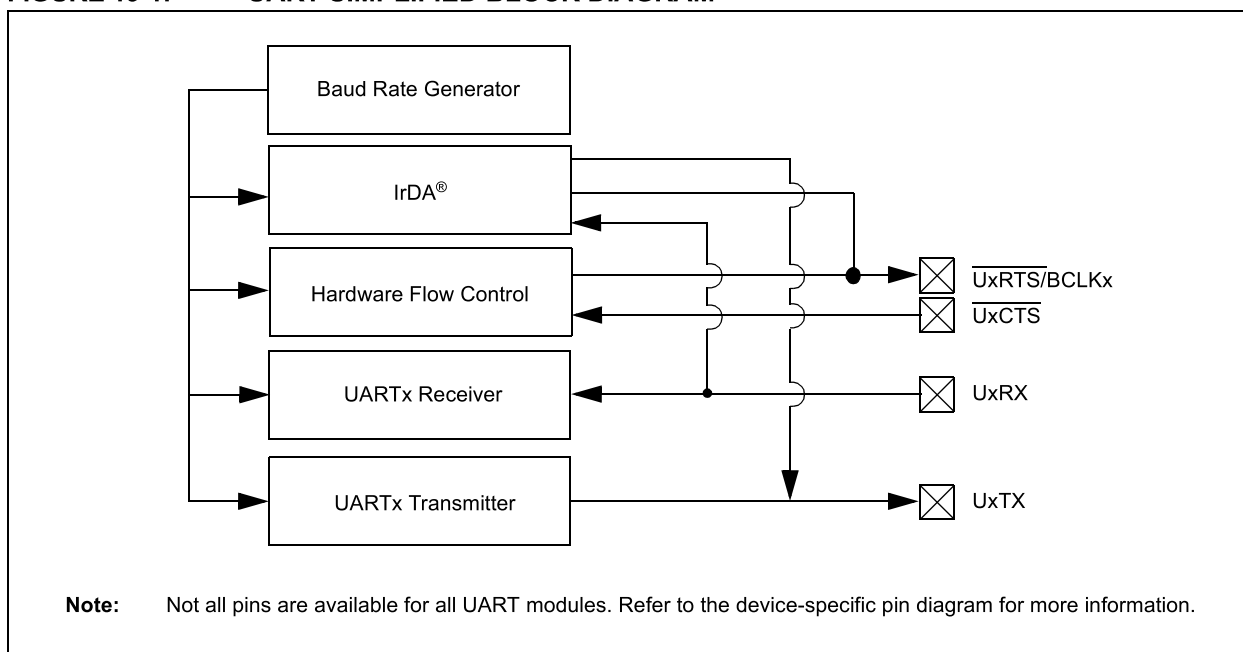 Baud Rate Generator
IrDA®
Hardware Flow Control
UxRTS/BCLKx
UxCTS
UARTx Receiver
UxRX
UARTx Transmitter
UxTX
Note: Not all pins are available for all UART modules. Refer to the device-specific pin diagram for more information.